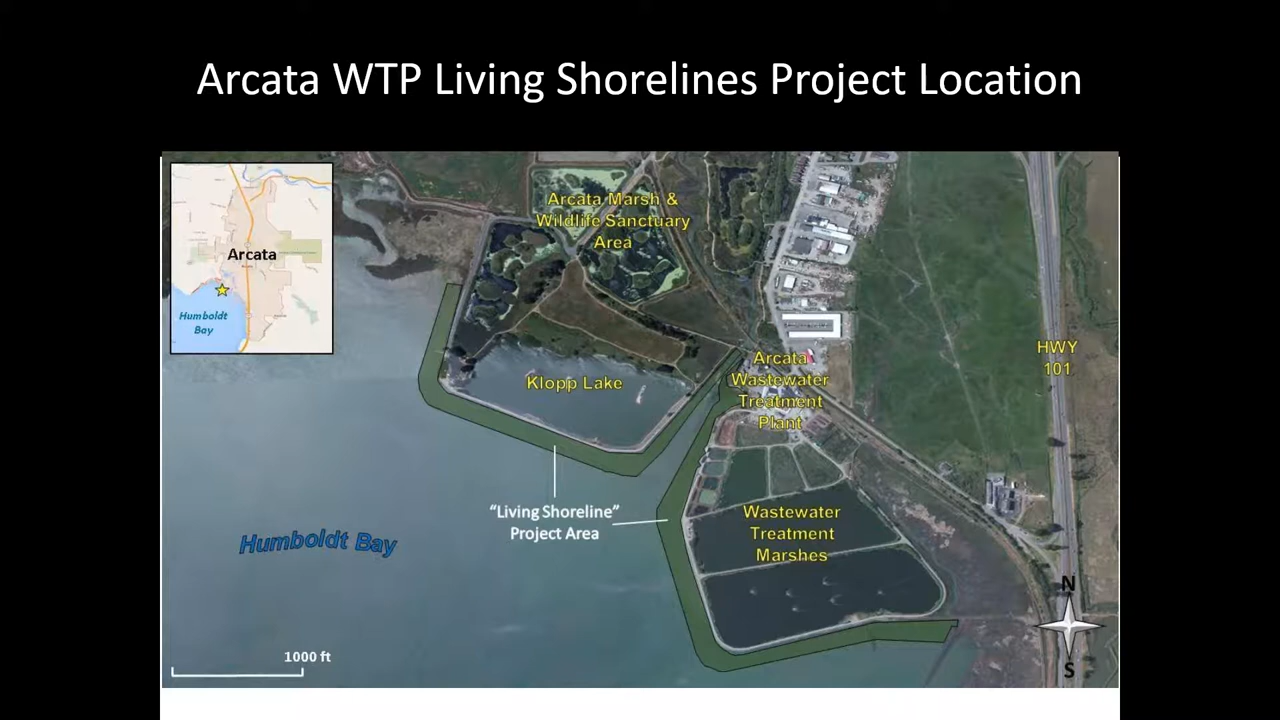 Arcata WTP Living Shorelines Project Location
Arcata
Humboldt
Bay
Arcata Marsh &
Wildlife Sanctuary
Area
Klopp Lake
Arcata
Wastewater
Treatment
Plant
HWY
101
"Living Shoreline"
Project Area
Wastewater
Treatment
Marshes
Humboldt Bay
1000 ft
N
S